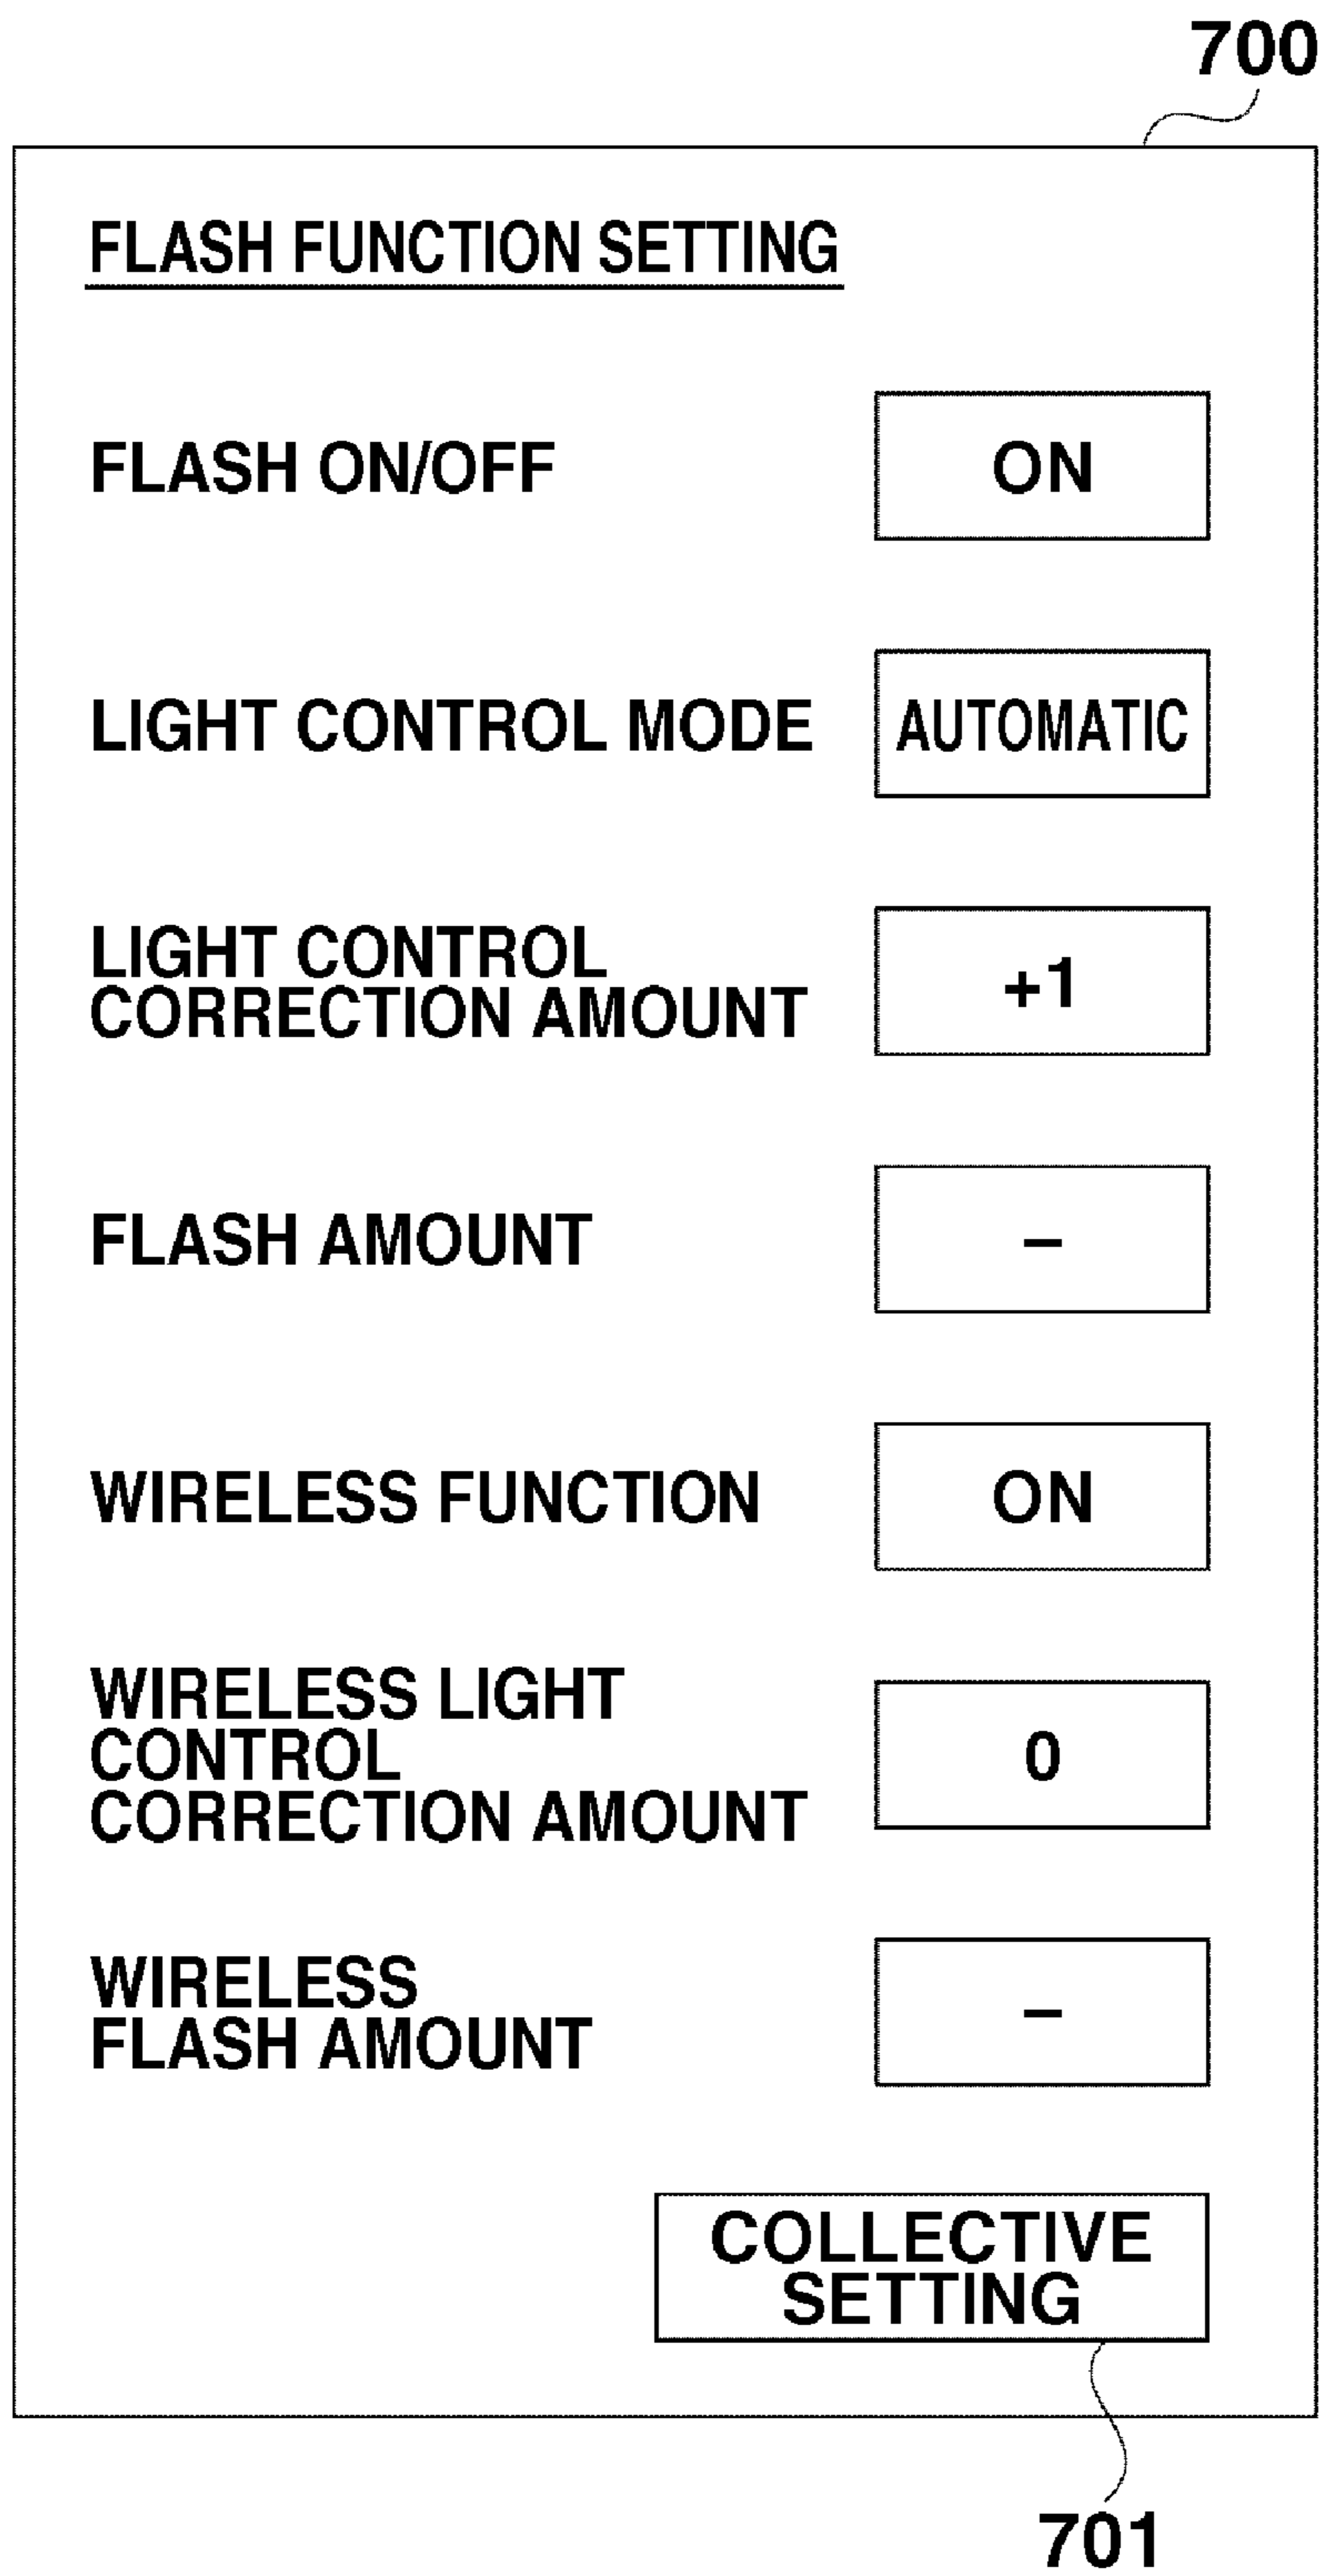 700
FLASH FUNCTION SETTING
FLASH ON/OFF
ON
LIGHT CONTROL MODE
AUTOMATIC
LIGHT CONTROL
CORRECTION AMOUNT
+1
FLASH AMOUNT
–
WIRELESS FUNCTION
ON
WIRELESS LIGHT
CONTROL
CORRECTION AMOUNT
0
WIRELESS
FLASH AMOUNT
–
COLLECTIVE
SETTING
701